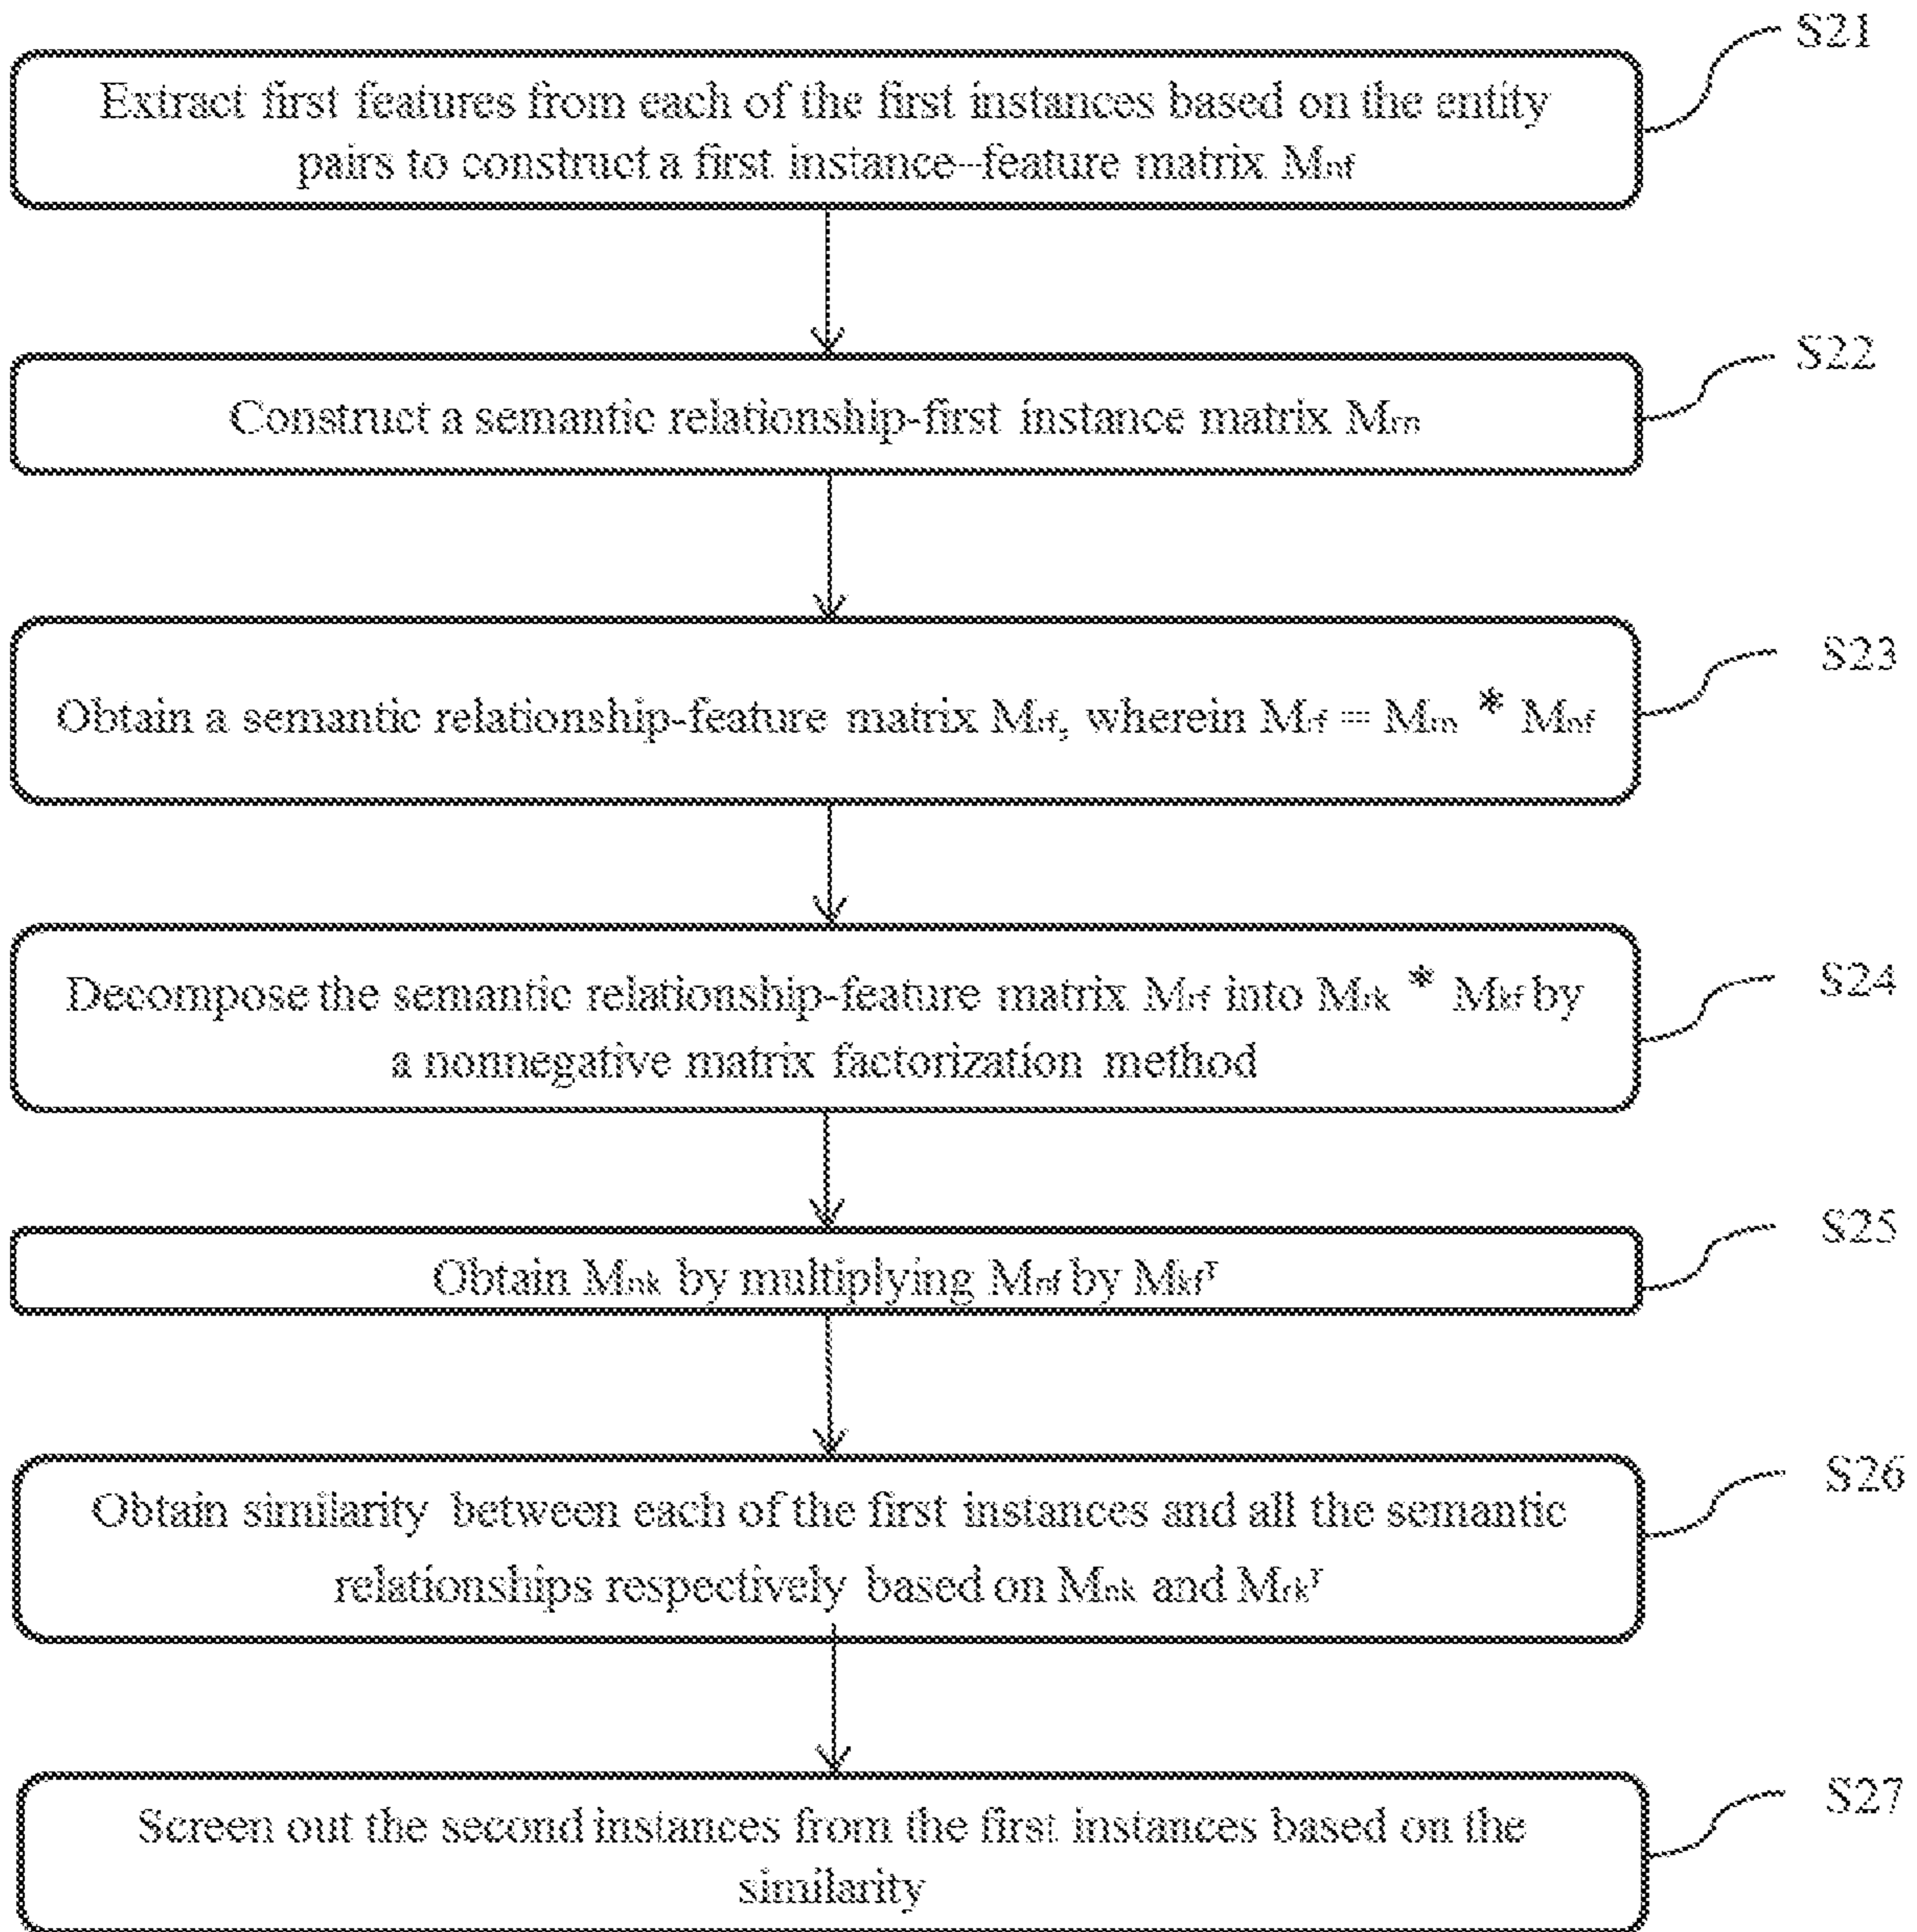 S21
Extract first features from each of the first instances based on the entity
pairs to construct a first instance-feature matrix Mnf
S22
Construct a semantic relationship-first instance matrix Mrn
S23
Obtain a semantic relationship-feature matrix Mrf, wherein Mrf = Mrn * Mnf
S24
Decompose the semantic relationship-feature matrix Mrf into Mrk * Mkf by
a nonnegative matrix factorization method
S25
Obtain Mnk by multiplying Mnf by MkfT
S26
Obtain similarity between each of the first instances and all the semantic
relationships respectively based on Mnk and MrkT
S27
Screen out the second instances from the first instances based on the
similarity